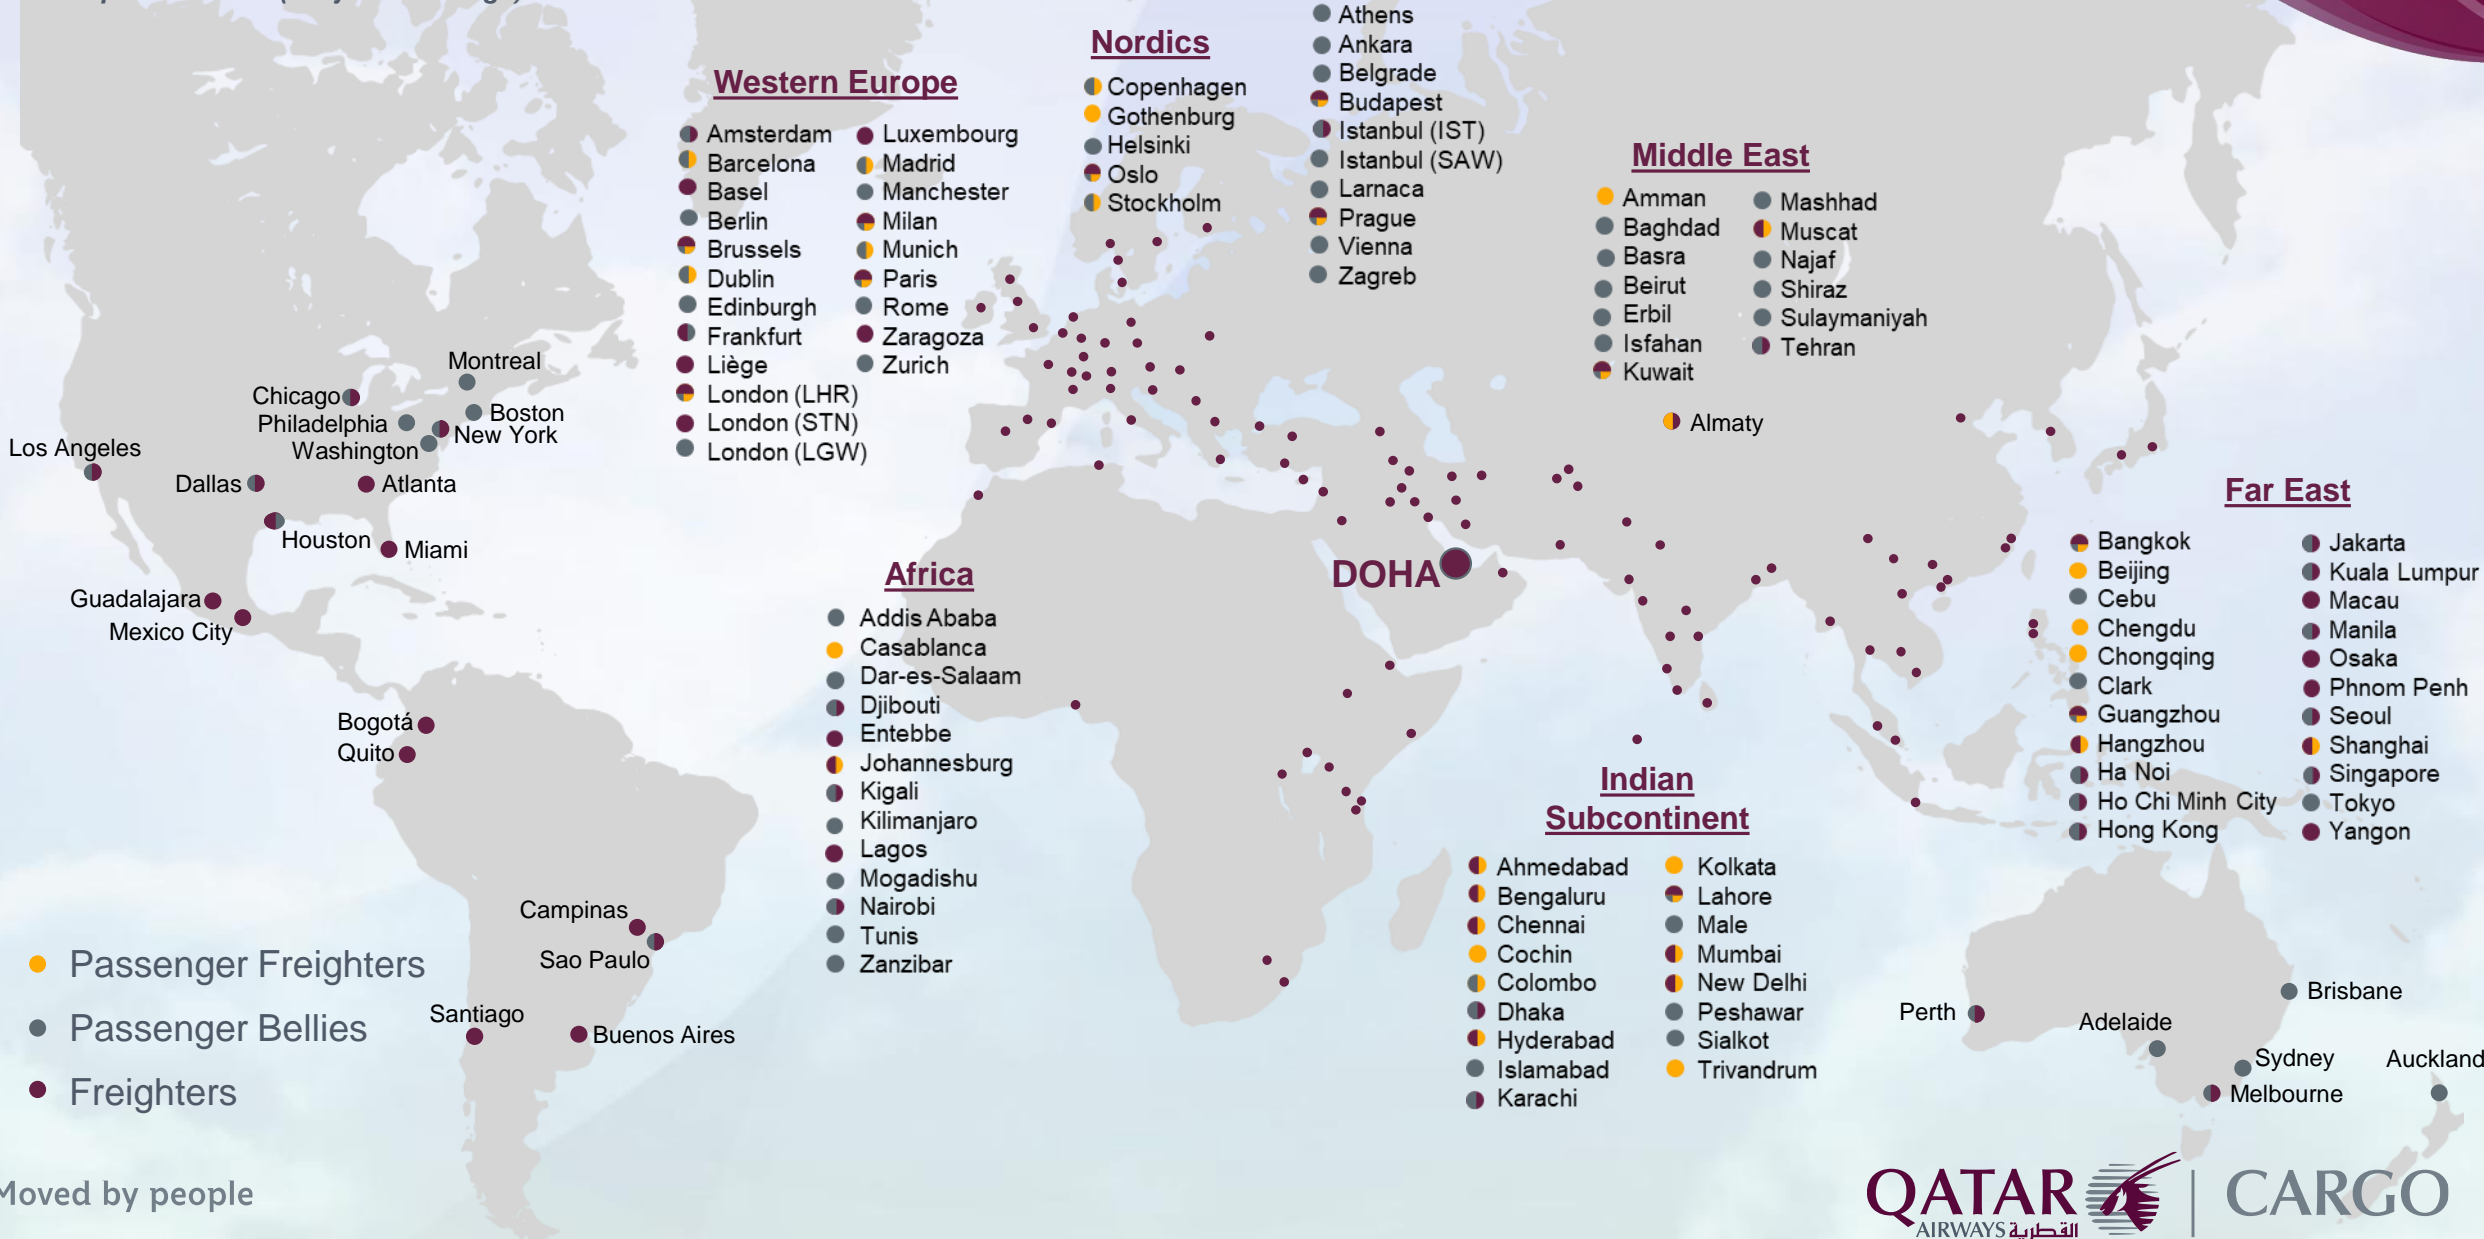 Athens
Ankara
Belgrade
Budapest
Istanbul (IST)
Istanbul (SAW)
Larnaca
Prague
Vienna
Zagreb
Nordics
Copenhagen
Gothenburg
Helsinki
Oslo
Stockholm
Western Europe
Amsterdam
Barcelona
Basel
Berlin
Brussels
Dublin
Edinburgh
Frankfurt
Liège
London (LHR)
London (STN)
London (LGW)
Luxembourg
Madrid
Manchester
Milan
Munich
Paris
Rome
Zaragoza
Zurich
Middle East
Amman
Baghdad
Basra
Beirut
Erbil
Isfahan
Kuwait
Mashhad
Muscat
Najaf
Shiraz
Sulaymaniyah
Tehran
Almaty
Montreal
Chicago
Boston
Philadelphia
New York
Washington
Los Angeles
Dallas
Atlanta
Houston
Miami
Guadalajara
Mexico City
Bogotá
Quito
Campinas
Sao Paulo
Santiago
Buenos Aires
DOHA
Africa
Addis Ababa
Casablanca
Dar-es-Salaam
Djibouti
Entebbe
Johannesburg
Kigali
Kilimanjaro
Lagos
Mogadishu
Nairobi
Tunis
Zanzibar
Far East
Bangkok
Beijing
Cebu
Chengdu
Chongqing
Clark
Guangzhou
Hangzhou
Ha Noi
Ho Chi Minh City
Hong Kong
Jakarta
Kuala Lumpur
Macau
Manila
Osaka
Phnom Penh
Seoul
Shanghai
Singapore
Tokyo
Yangon
Indian
Subcontinent
Ahmedabad
Bengaluru
Chennai
Cochin
Colombo
Dhaka
Hyderabad
Islamabad
Karachi
Kolkata
Lahore
Male
Mumbai
New Delhi
Peshawar
Sialkot
Trivandrum
Perth
Adelaide
Brisbane
Sydney
Melbourne
Auckland
Passenger Freighters
Passenger Bellies
Freighters
Moved by people
QATAR
AIRWAYS القطرية
CARGO